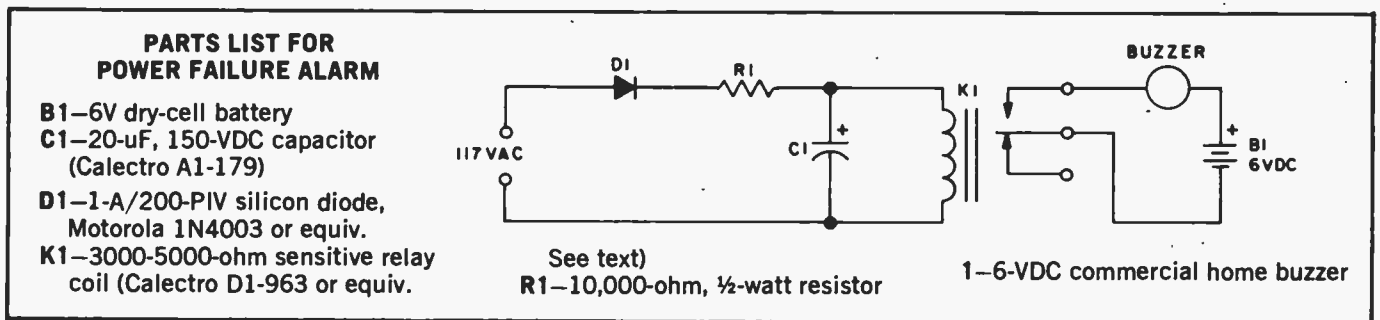 PARTS LIST FOR
POWER FAILURE ALARM
B1—6V dry-cell battery
C1—20-uF, 150-VDC capacitor
(Calectro A1-179)
D1—1-A/200-PIV silicon diode,
Motorola 1N4003 or equiv.
K1—3000-5000-ohm sensitive relay
coil (Calectro D1-963 or equiv.
See text)
R1—10,000-ohm, ½-watt resistor
1—6-VDC commercial home buzzer
D1
R1
117 VAC
C1
+
K1
BUZZER
+
B1
6VDC